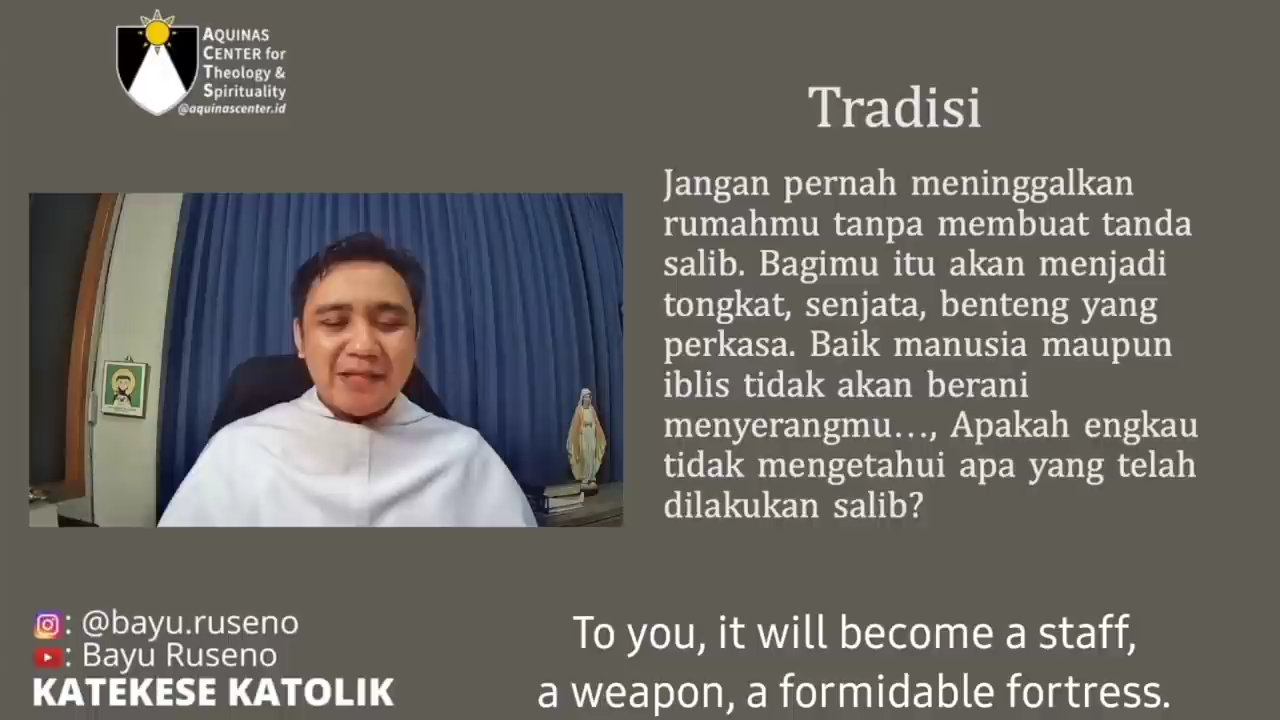 AQUINAS
CENTER for
Theology &
Spirituality
@aquinascenter.id
Tradisi
Jangan pernah meninggalkan
rumahmu tanpa membuat tanda
salib. Bagimu itu akan menjadi
tongkat, senjata, benteng yang
perkasa. Baik manusia maupun
iblis tidak akan berani
menyerangmu..., Apakah engkau
tidak mengetahui apa yang telah
dilakukan salib?
: @bayu.ruseno
: Bayu Ruseno
KATEKESE KATOLIK
To you, it will become a staff,
a weapon, a formidable fortress.